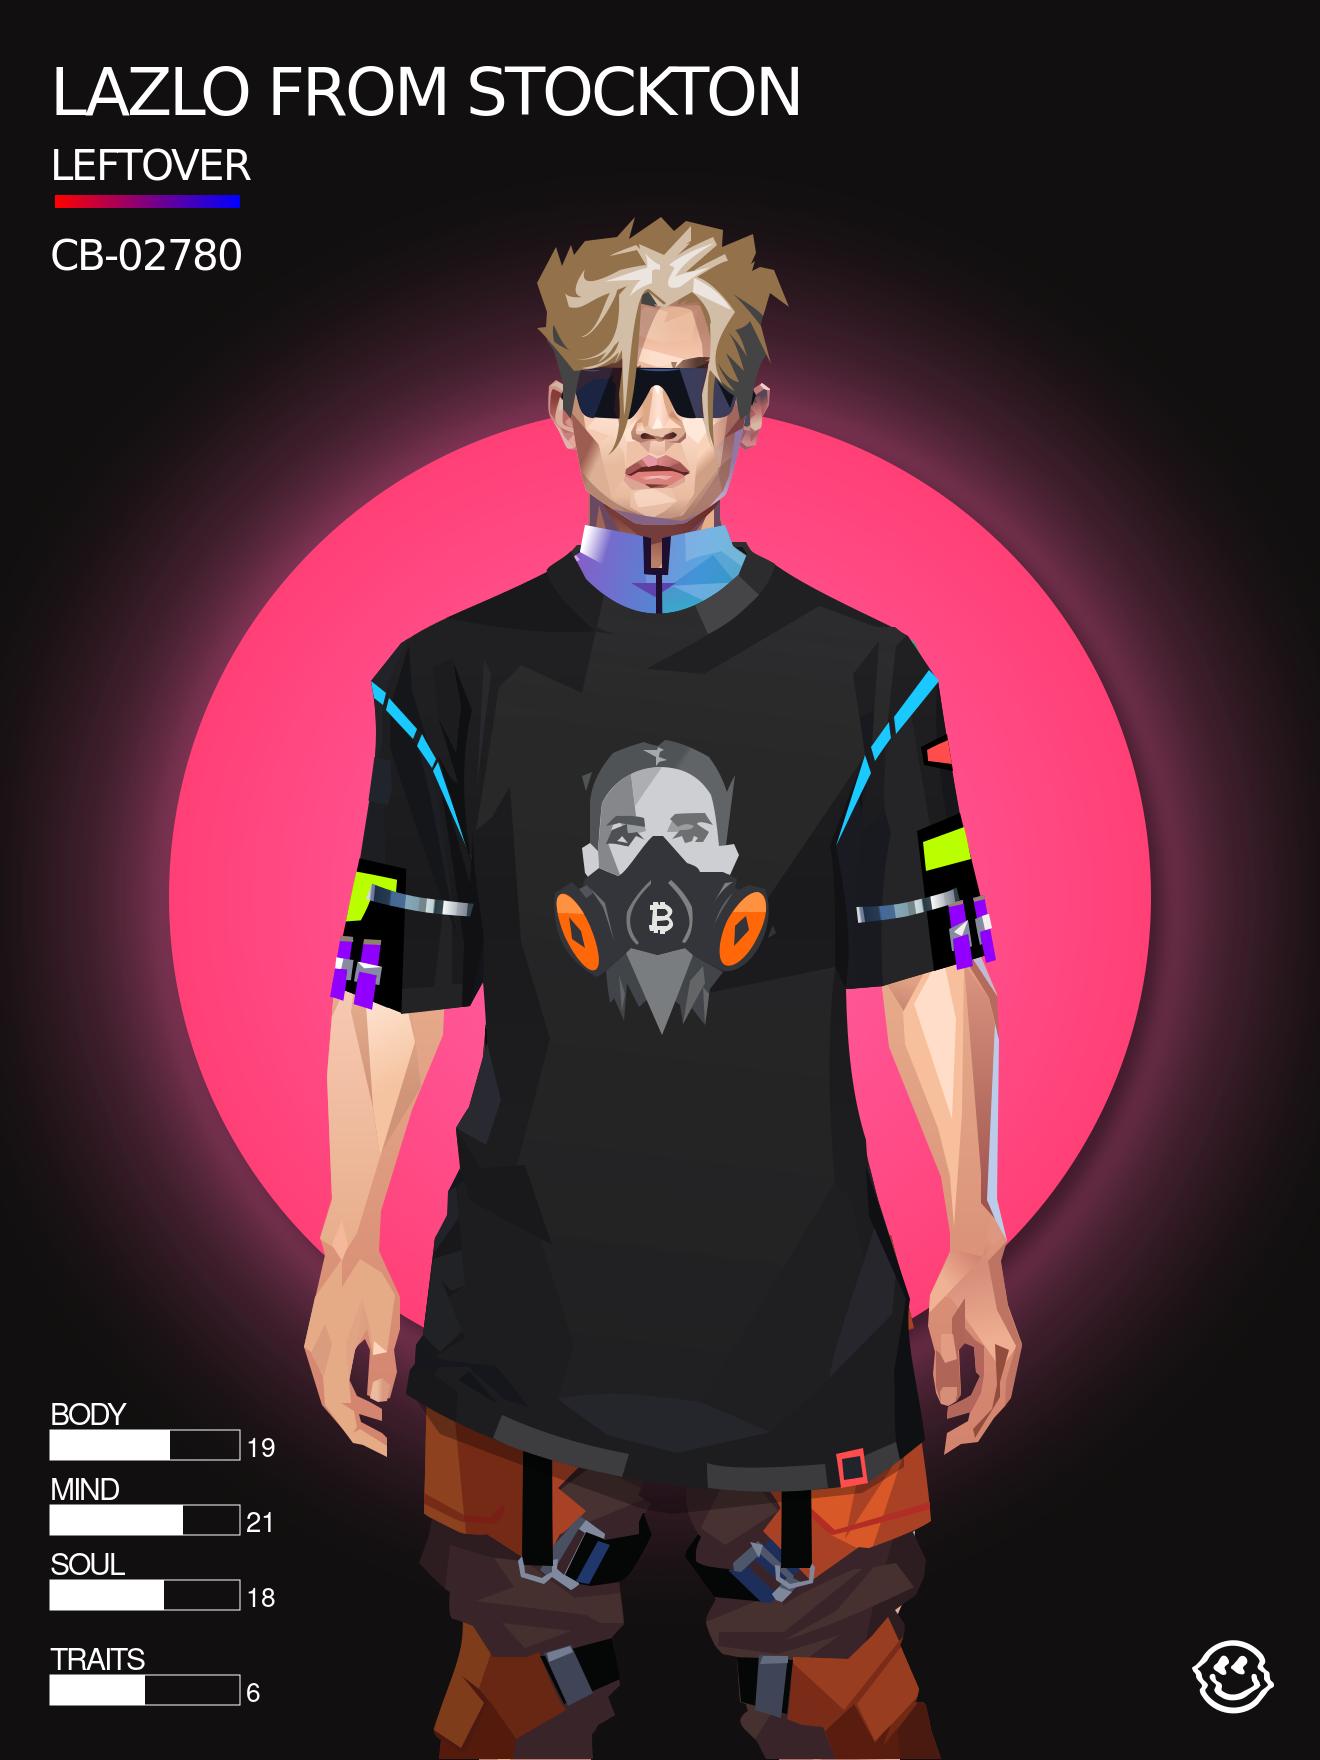 LAZLO FROM STOCKTON
LEFTOVER
CB-02780
BODY
19
MIND
21
SOUL
18
TRAITS
6